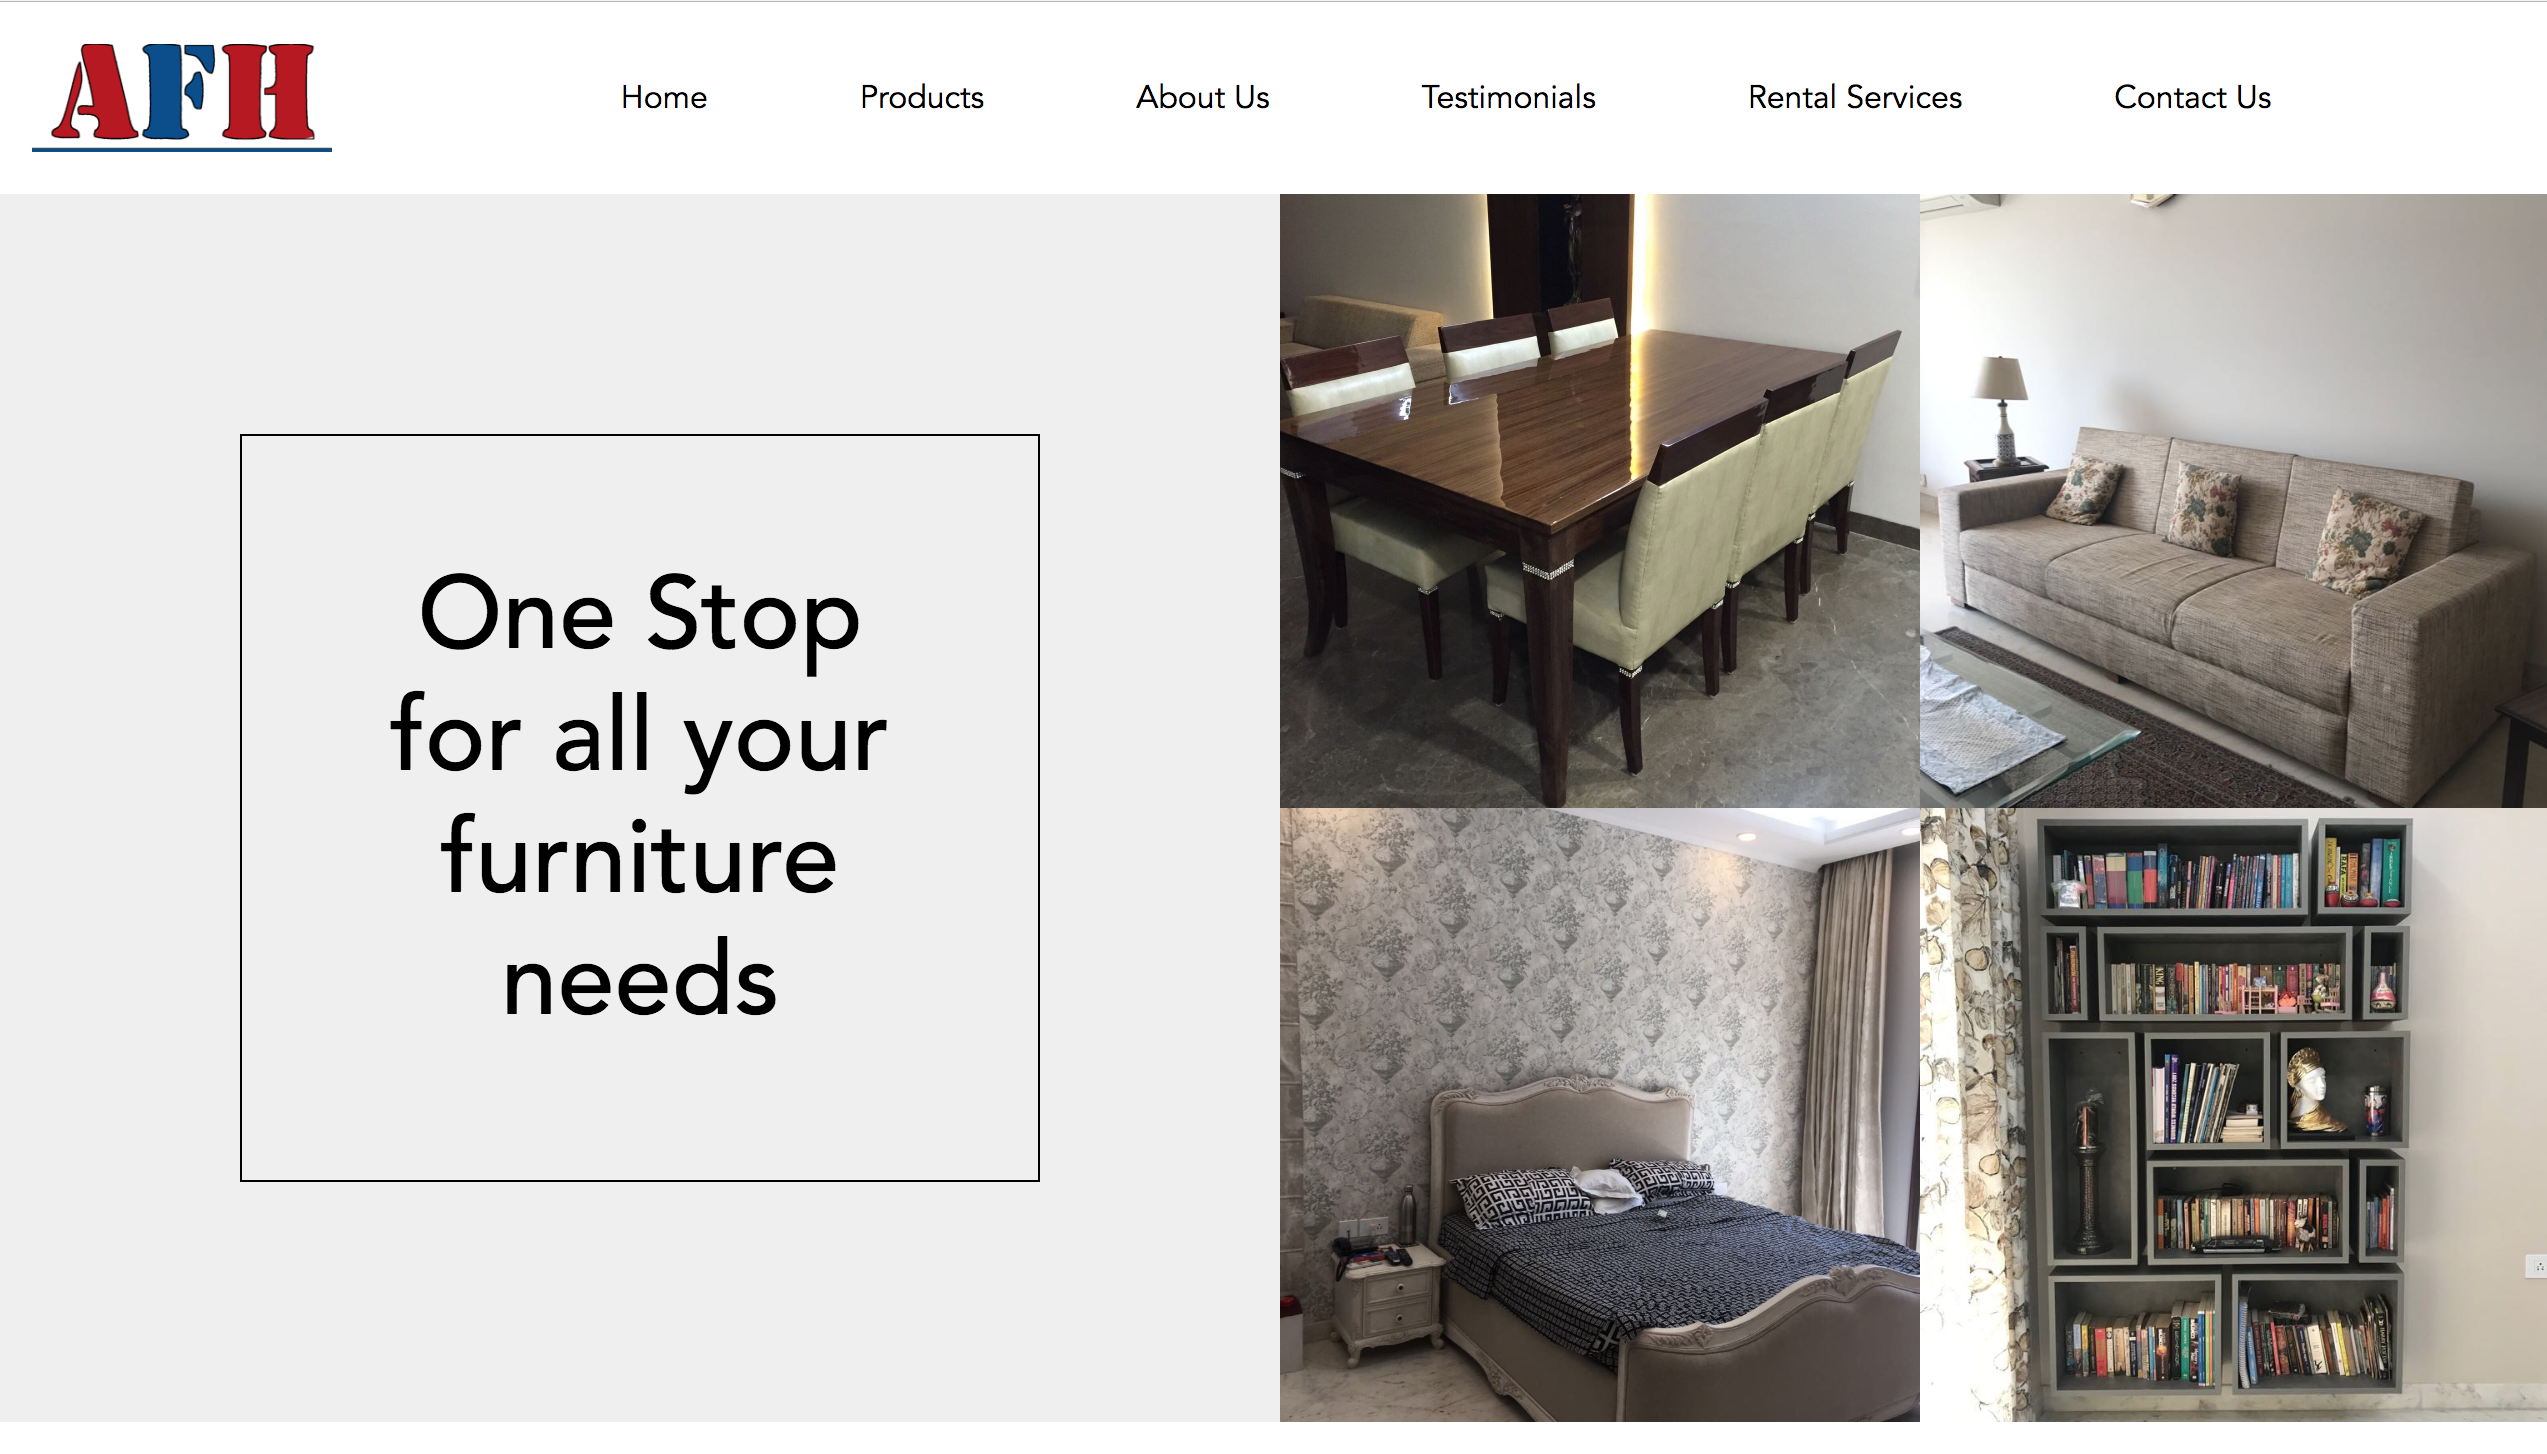 AFH
Home Products About Us Testimonials Rental Services Contact Us
One Stop
for all your
furniture
needs